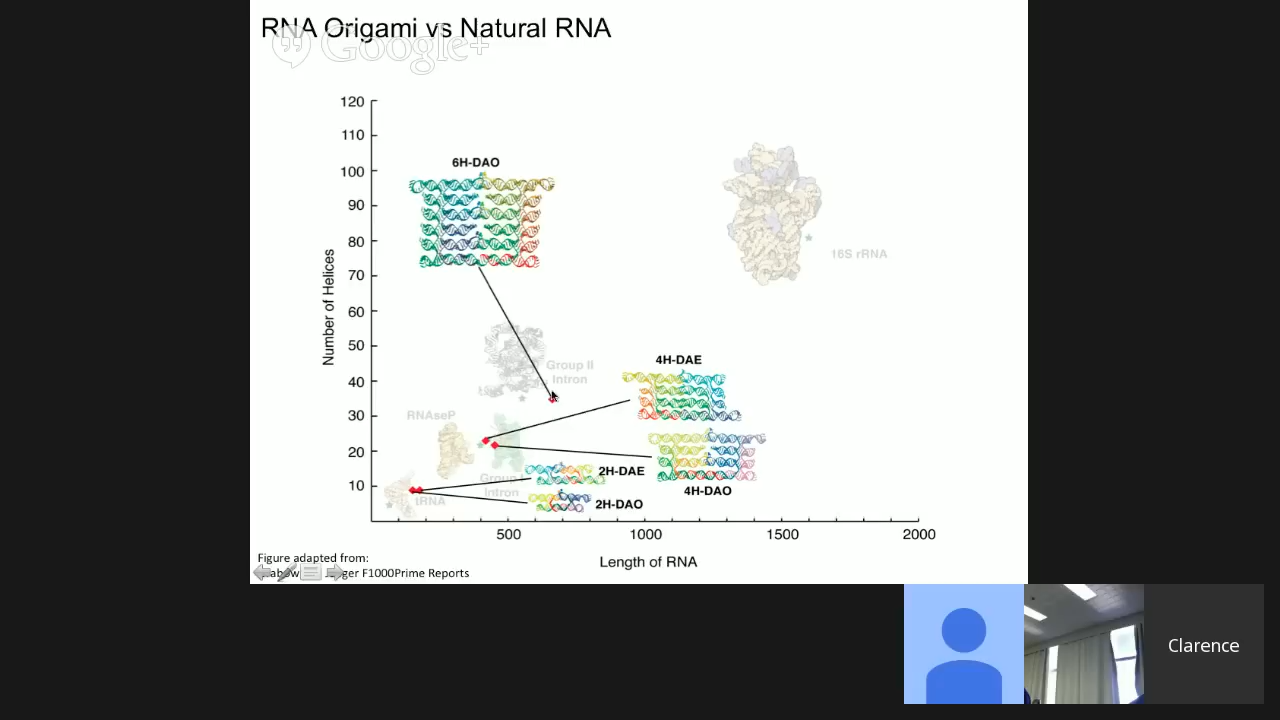 RNA Origami vs Natural RNA
Google+
120
110
100
90
80
70
60
50
40
30
20
10
Number of Helices
6H-DAO
16S rRNA
Group II
Intron
4H-DAE
RNAseP
4H-DAO
Group
Intron
2H-DAE
2H-DAO
tRNA
500
1000
1500
2000
Length of RNA
Figure adapted from:
F1000Prime Reports
Clarence